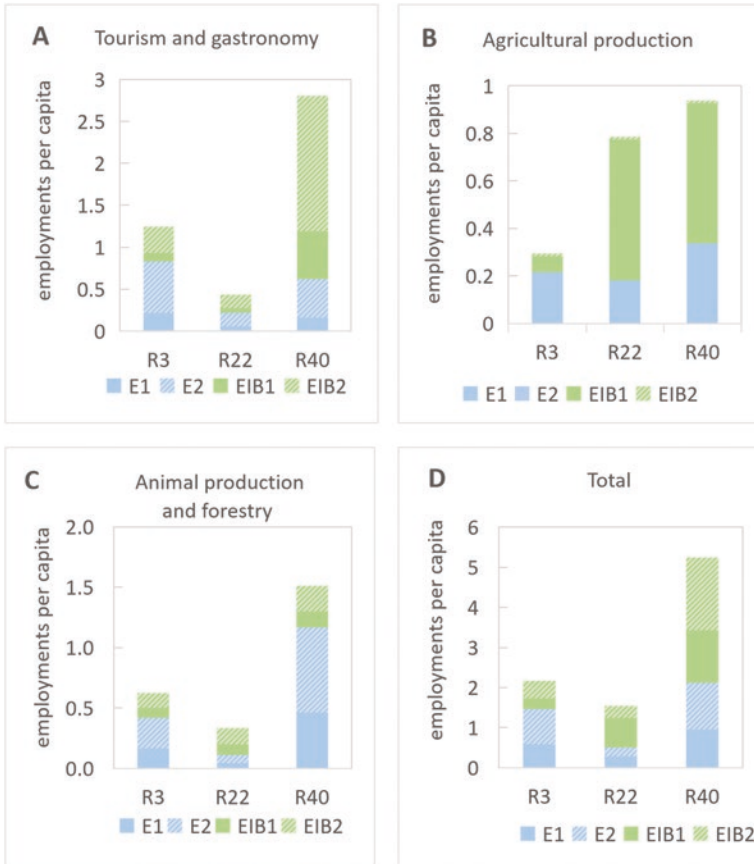 A Tourism and gastronomy
employments per capita
3
2.5
2
1.5
1
0.5
0
R3 R22 R40
E1 E2 EIB1 EIB2
B Agricultural production
employments per capita
1
0.8
0.6
0.4
0.2
0
R3 R22 R40
E1 E2 EIB1 EIB2
C Animal production
and forestry
employments per capita
2.0
1.5
1.0
0.5
0.0
R3 R22 R40
E1 E2 EIB1 EIB2
D Total
employments per capita
6
5
4
3
2
1
0
R3 R22 R40
E1 E2 EIB1 EIB2